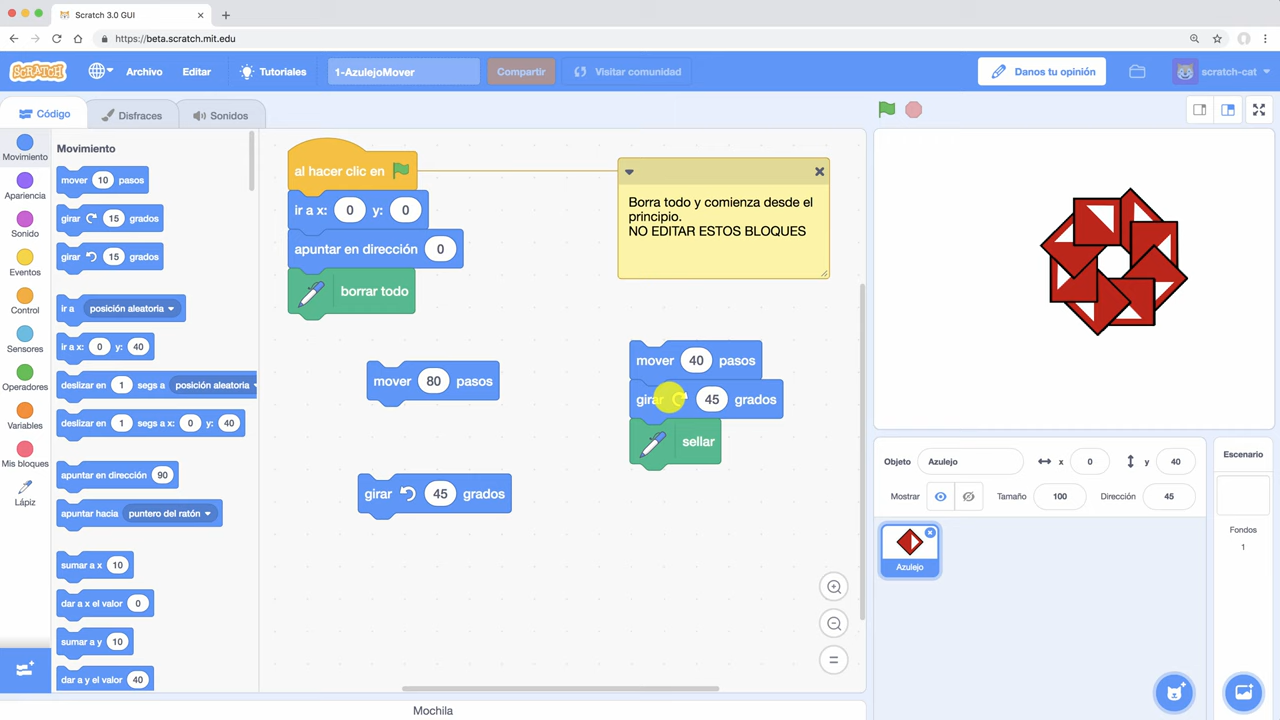 Scratch 3.0 GUI
https://beta.scratch.mit.edu
SCRATCH
Archivo
Editar
Tutoriales
1-AzulejoMover
Compartir
Visitar comunidad
Danos tu opinión
scratch-cat
Código
Disfraces
Sonidos
Movimiento
Apariencia
Sonido
Eventos
Control
Sensores
Operadores
Variables
Mis bloques
Lápiz
Movimiento
mover 10 pasos
girar 15 grados
girar 15 grados
ir a posición aleatoria
ir a x: 0 y: 40
deslizar en 1 segs a posición aleatoria
deslizar en 1 segs a x: 0 y: 40
apuntar en dirección 90
apuntar hacia puntero del ratón
sumar a x 10
dar a x el valor 0
sumar a y 10
dar a y el valor 40
al hacer clic en
ir a x: 0 y: 0
apuntar en dirección 0
borrar todo
Borra todo y comienza desde el
principio.
NO EDITAR ESTOS BLOQUES
mover 80 pasos
girar 45 grados
mover 40 pasos
girar 45 grados
sellar
Mochila
Objeto Azulejo x 0 y 40
Mostrar Tamaño 100 Dirección 45
Azulejo
Escenario
Fondos
1